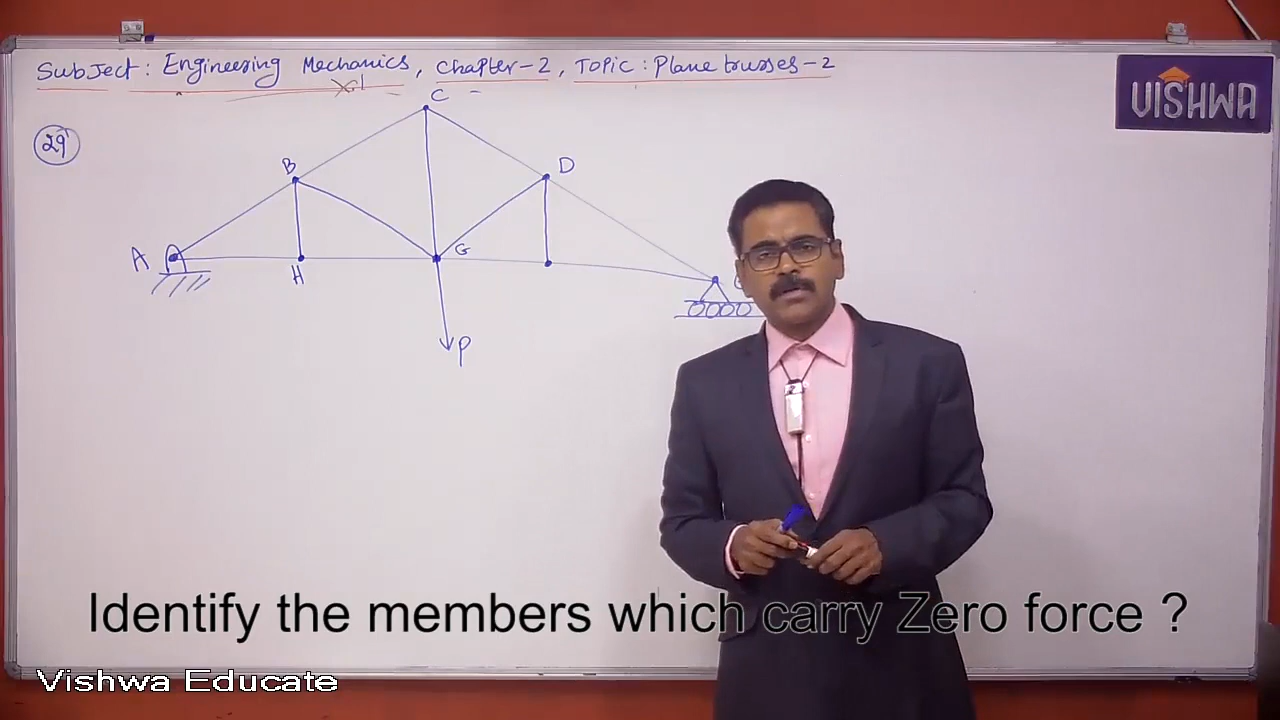 Subject: Engineering Mechanics, Chapter-2, Topic: Plane trusses-2
VISHWA
29
C
B
D
A
G
H
P
Identify the members which carry Zero force ?
Vishwa Educate